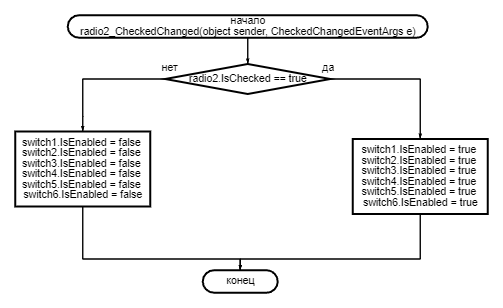 начало
radio2_CheckedChanged(object sender, CheckedChangedEventArgs e)
нет
да
radio2.IsChecked == true
switch1.IsEnabled = false
switch2.IsEnabled = false
switch3.IsEnabled = false
switch4.IsEnabled = false
switch5.IsEnabled = false
switch6.IsEnabled = false
switch1.IsEnabled = true
switch2.IsEnabled = true
switch3.IsEnabled = true
switch4.IsEnabled = true
switch5.IsEnabled = true
switch6.IsEnabled = true
конец